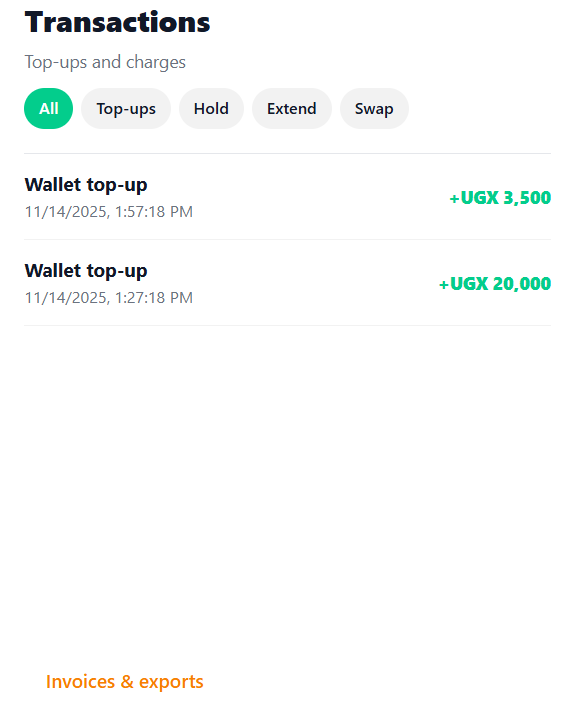 Transactions
Top-ups and charges
All Top-ups Hold Extend Swap
Wallet top-up
+UGX 3,500
11/14/2025, 1:57:18 PM
Wallet top-up
+UGX 20,000
11/14/2025, 1:27:18 PM
Invoices & exports